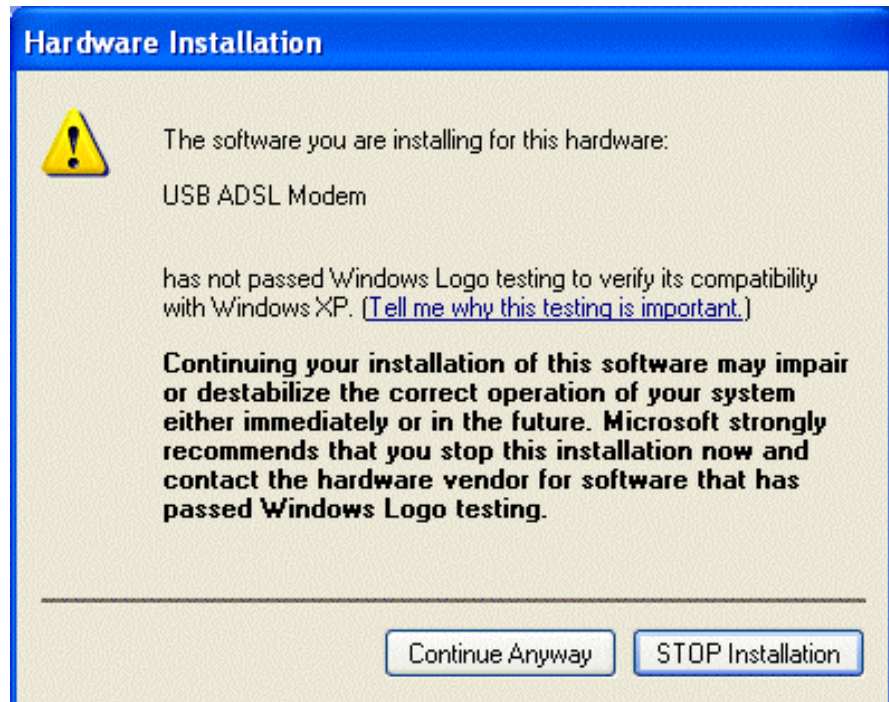 Hardware Installation
The software you are installing for this hardware:
USB ADSL Modem
has not passed Windows Logo testing to verify its compatibility
with Windows XP. (Tell me why this testing is important.)
Continuing your installation of this software may impair
or destabilize the correct operation of your system
either immediately or in the future. Microsoft strongly
recommends that you stop this installation now and
contact the hardware vendor for software that has
passed Windows Logo testing.
Continue Anyway
STOP Installation